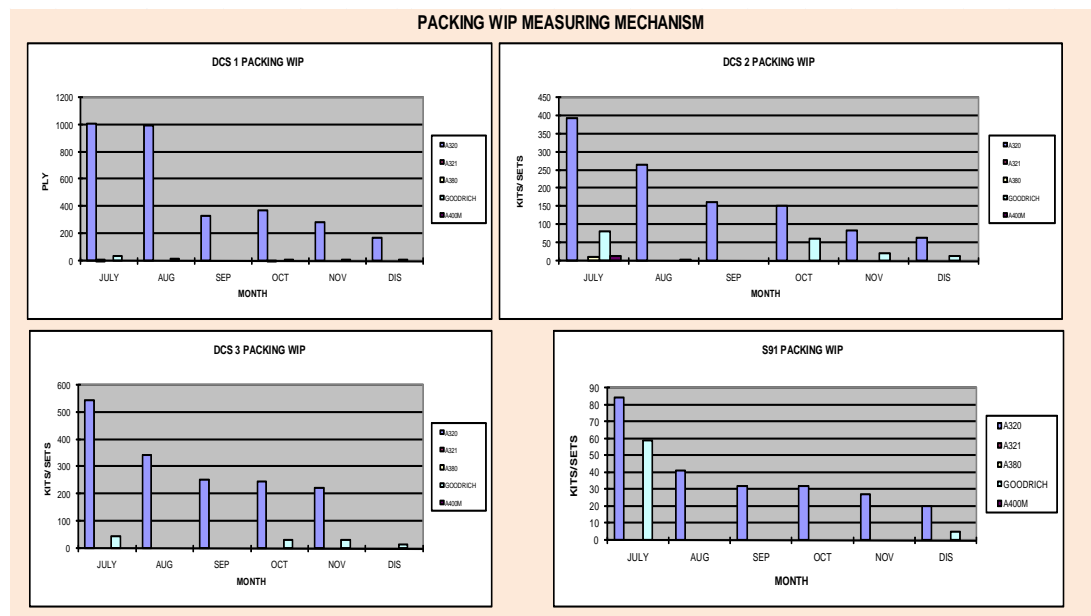 PACKING WIP MEASURING MECHANISM
DCS 1 PACKING WIP
1200
1000
800
600
400
200
0
PLY
JULY AUG SEP OCT NOV DIS
MONTH
A320
A321
A380
GOODRICH
A400M
DCS 2 PACKING WIP
450
400
350
300
250
200
150
100
50
0
KITS/ SETS
JULY AUG SEP OCT NOV DIS
MONTH
A320
A321
A380
GOODRICH
A400M
DCS 3 PACKING WIP
600
500
400
300
200
100
0
KITS/ SETS
JULY AUG SEP OCT NOV DIS
MONTH
A320
A321
A380
GOODRICH
A400M
S91 PACKING WIP
90
80
70
60
50
40
30
20
10
0
KITS/SETS
JULY AUG SEP OCT NOV DIS
MONTH
A320
A321
A380
GOODRICH
A400M